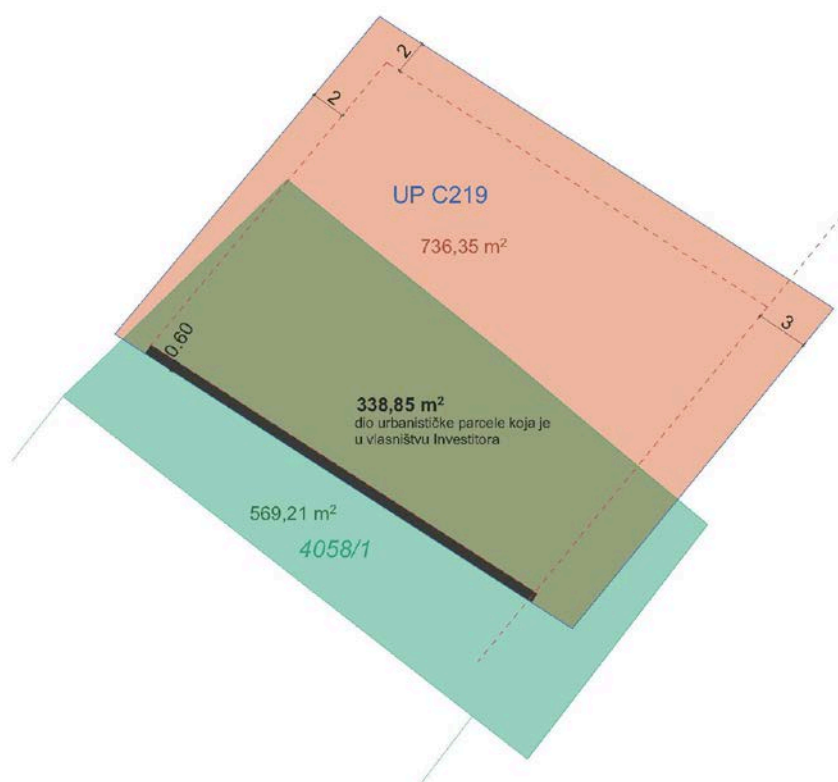 2
2
UP C219
736,35 m²
3
0.60
338,85 m²
dio urbanističke parcele koja je
u vlasništvu Investitora
569,21 m²
4058/1